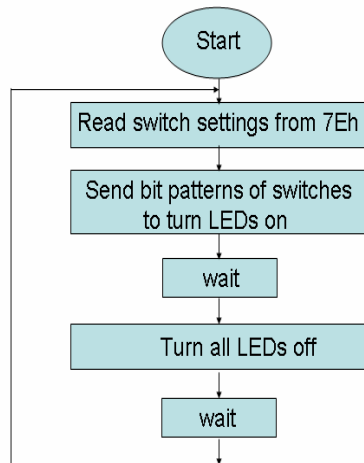 Start
Read switch settings from 7Eh
Send bit patterns of switches
to turn LEDs on
wait
Turn all LEDs off
wait